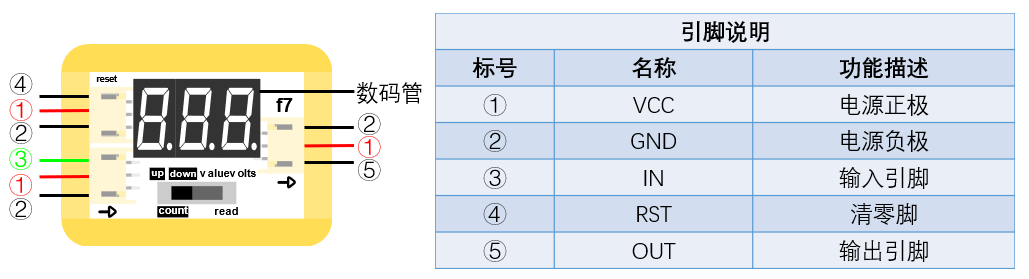 ④
①
②
③
①
②
reset
888
f7
up down v aluev olts
count read
数码管
②
①
⑤
引脚说明
标号 名称 功能描述
① VCC 电源正极
② GND 电源负极
③ IN 输入引脚
④ RST 清零脚
⑤ OUT 输出引脚